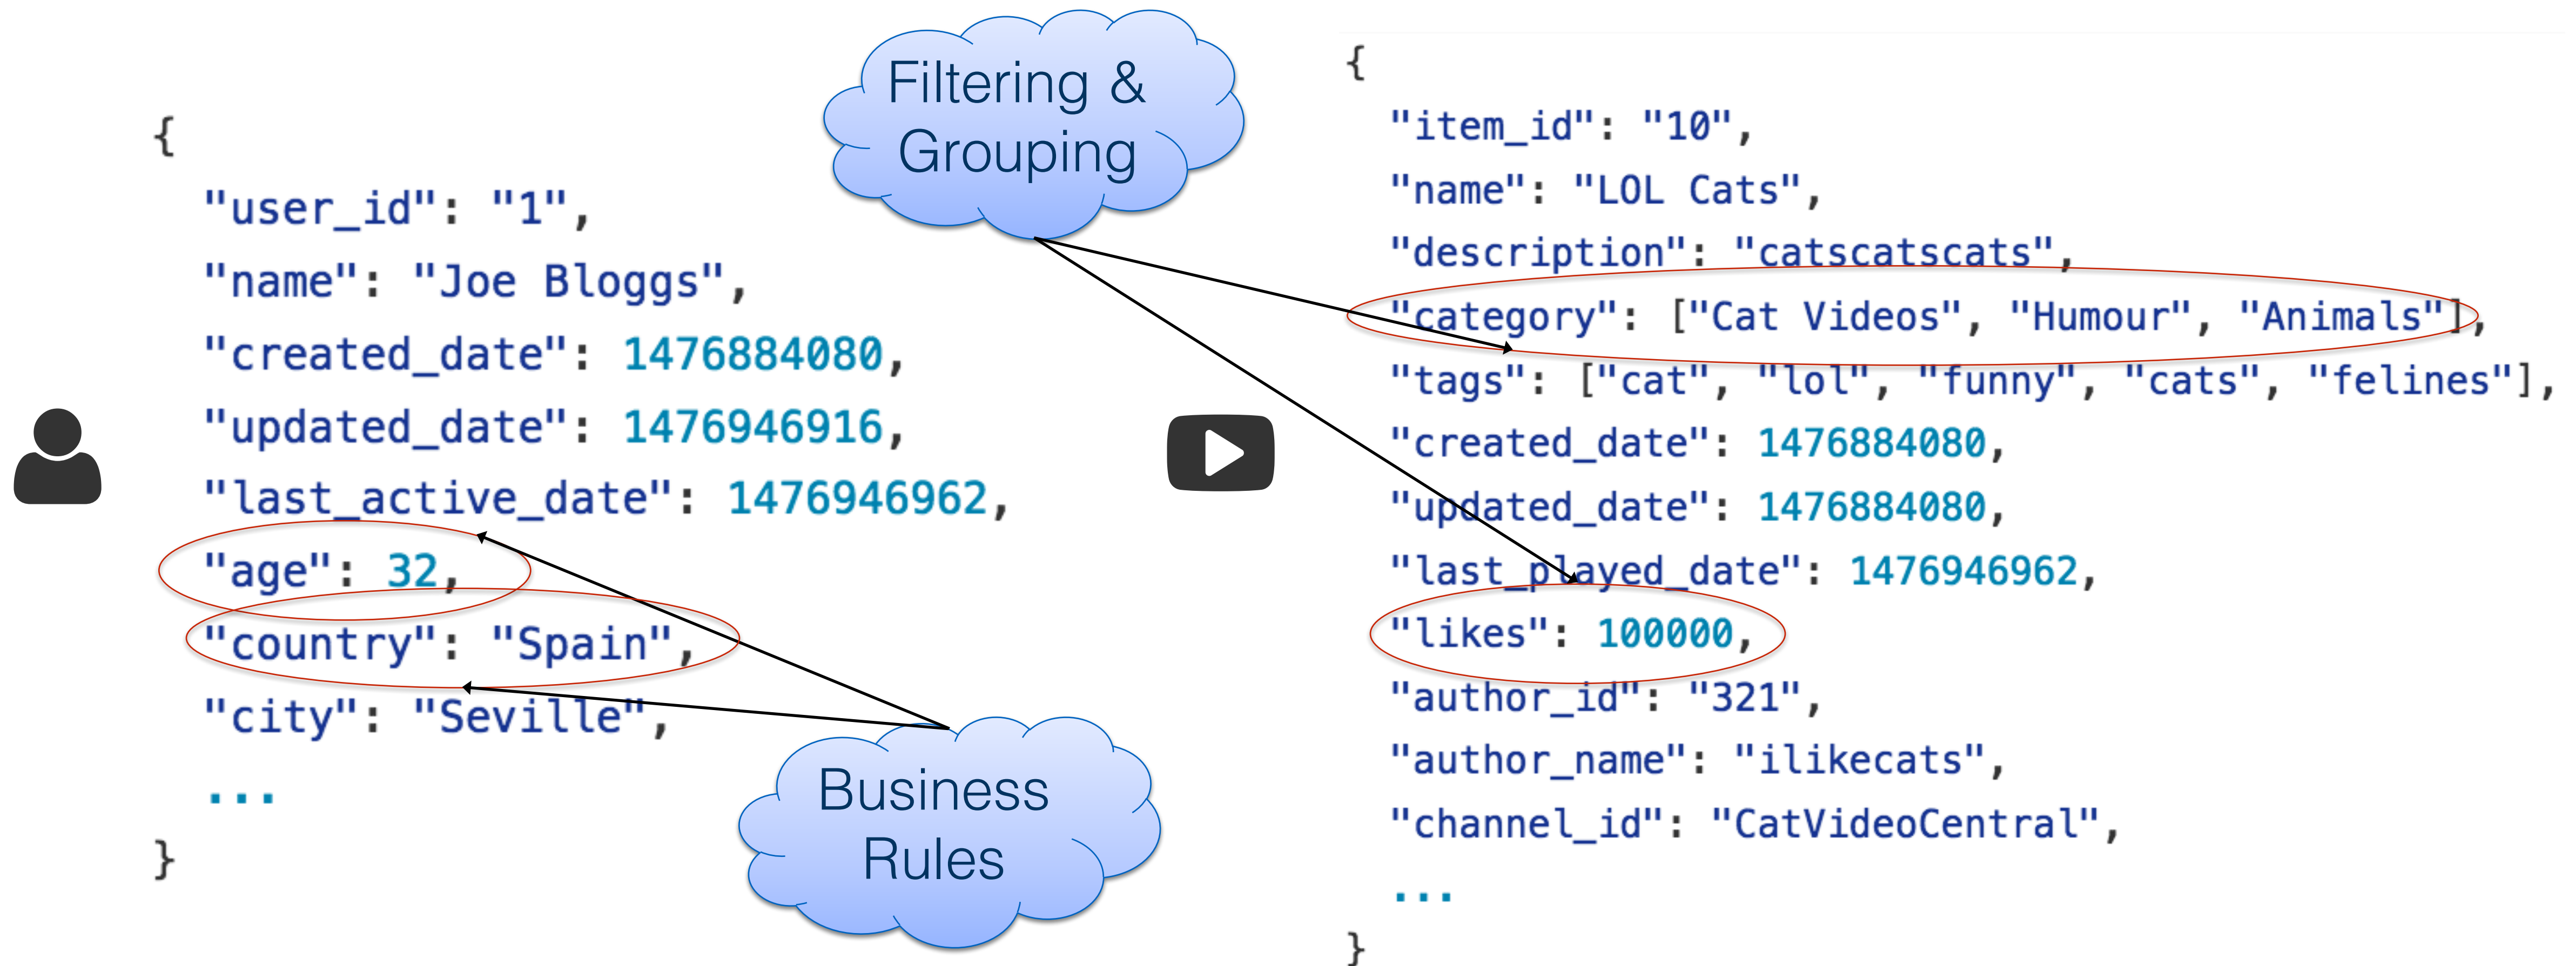 {
"user_id": "1",
"name": "Joe Bloggs",
"created_date": 1476884080,
"updated_date": 1476946916,
"last_active_date": 1476946962,
"age": 32,
"country": "Spain",
"city": "Seville",
...
}
Filtering &
Grouping
Business
Rules
{
"item_id": "10",
"name": "LOL Cats",
"description": "catscatscats",
"category": ["Cat Videos", "Humour", "Animals"],
"tags": ["cat", "lol", "funny", "cats", "felines"],
"created_date": 1476884080,
"updated_date": 1476884080,
"last_played_date": 1476946962,
"likes": 100000,
"author_id": "321",
"author_name": "ilikecats",
"channel_id": "CatVideoCentral",
...
}